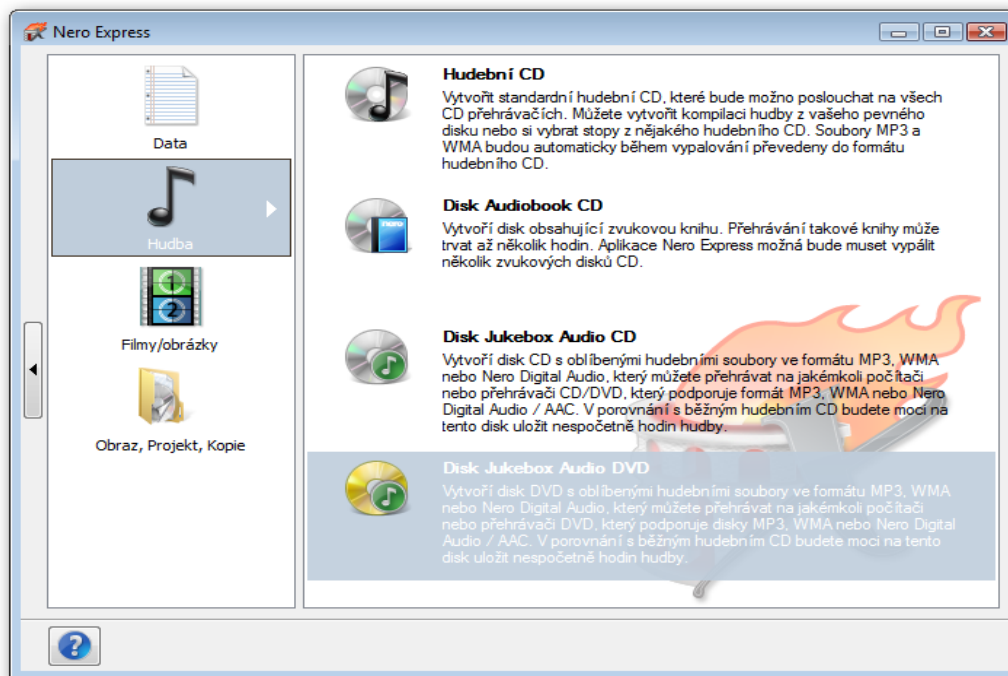 Nero Express
Data
Hudba
Filmy/obrázky
1
2
Obraz, Projekt, Kopie
Hudební CD
Vytvořit standardní hudební CD, které bude možno poslouchat na všech
CD přehrávačích. Můžete vytvořit kompilaci hudby z vašeho pevného
disku nebo si vybrat stopy z nějakého hudebního CD. Soubory MP3 a
WMA budou automaticky během vypalování převedeny do formátu
hudebního CD.
Disk Audiobook CD
nero
Vytvoří disk obsahující zvukovou knihu. Přehrávání takové knihy může
trvat až několik hodin. Aplikace Nero Express možná bude muset vypálit
několik zvukových disků CD.
Disk Jukebox Audio CD
Vytvoří disk CD s oblíbenými hudebními soubory ve formátu MP3, WMA
nebo Nero Digital Audio, který můžete přehrávat na jakémkoli počítači
nebo přehrávači CD/DVD, který podporuje formát MP3, WMA nebo Nero
Digital Audio / AAC. V porovnání s běžným hudebním CD budete moci na
tento disk uložit nespočetně hodin hudby.
Disk Jukebox Audio DVD
Vytvoří disk DVD s oblíbenými hudebními soubory ve formátu MP3, WMA
nebo Nero Digital Audio, který můžete přehrávat na jakémkoli počítači
nebo přehrávači DVD, který podporuje disky MP3, WMA nebo Nero Digital
Audio / AAC. V porovnání s běžným hudebním CD budete moci na tento
disk uložit nespočetně hodin hudby.
?